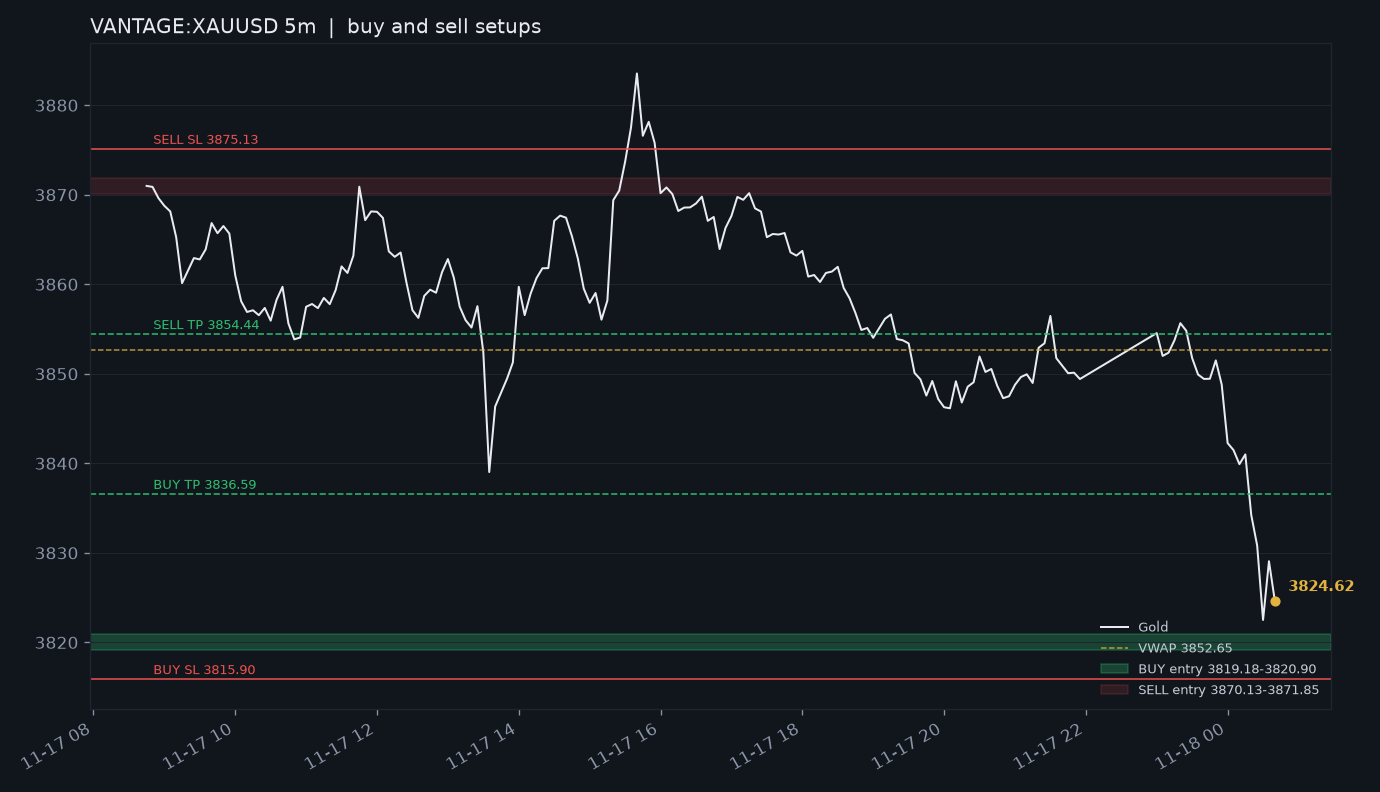 VANTAGE:XAUUSD 5m | buy and sell setups
3880
SELL SL 3875.13
3870
3860
SELL TP 3854.44
3850
3840
BUY TP 3836.59
3830
3824.62
3820
BUY SL 3815.90
Gold
VWAP 3852.65
BUY entry 3819.18-3820.90
SELL entry 3870.13-3871.85
11-17 08
11-17 10
11-17 12
11-17 14
11-17 16
11-17 18
11-17 20
11-17 22
11-18 00